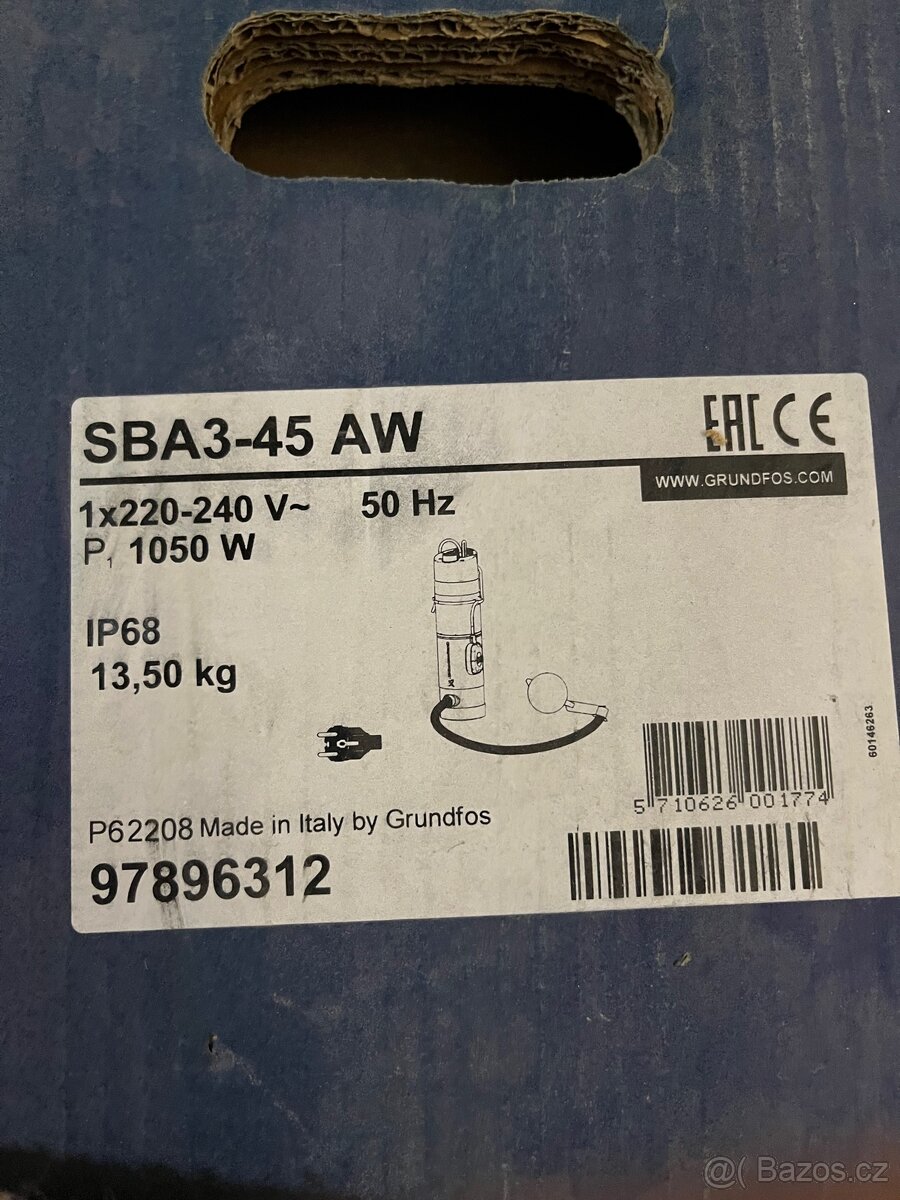 SBA3-45 AW
EAC CE
WWW.GRUNDFOS.COM
1x220-240 V~ 50 Hz
P1 1050 W
IP68
13,50 kg
60146263
5 710626 001774
P62208 Made in Italy by Grundfos
97896312
@( Bazos.cz